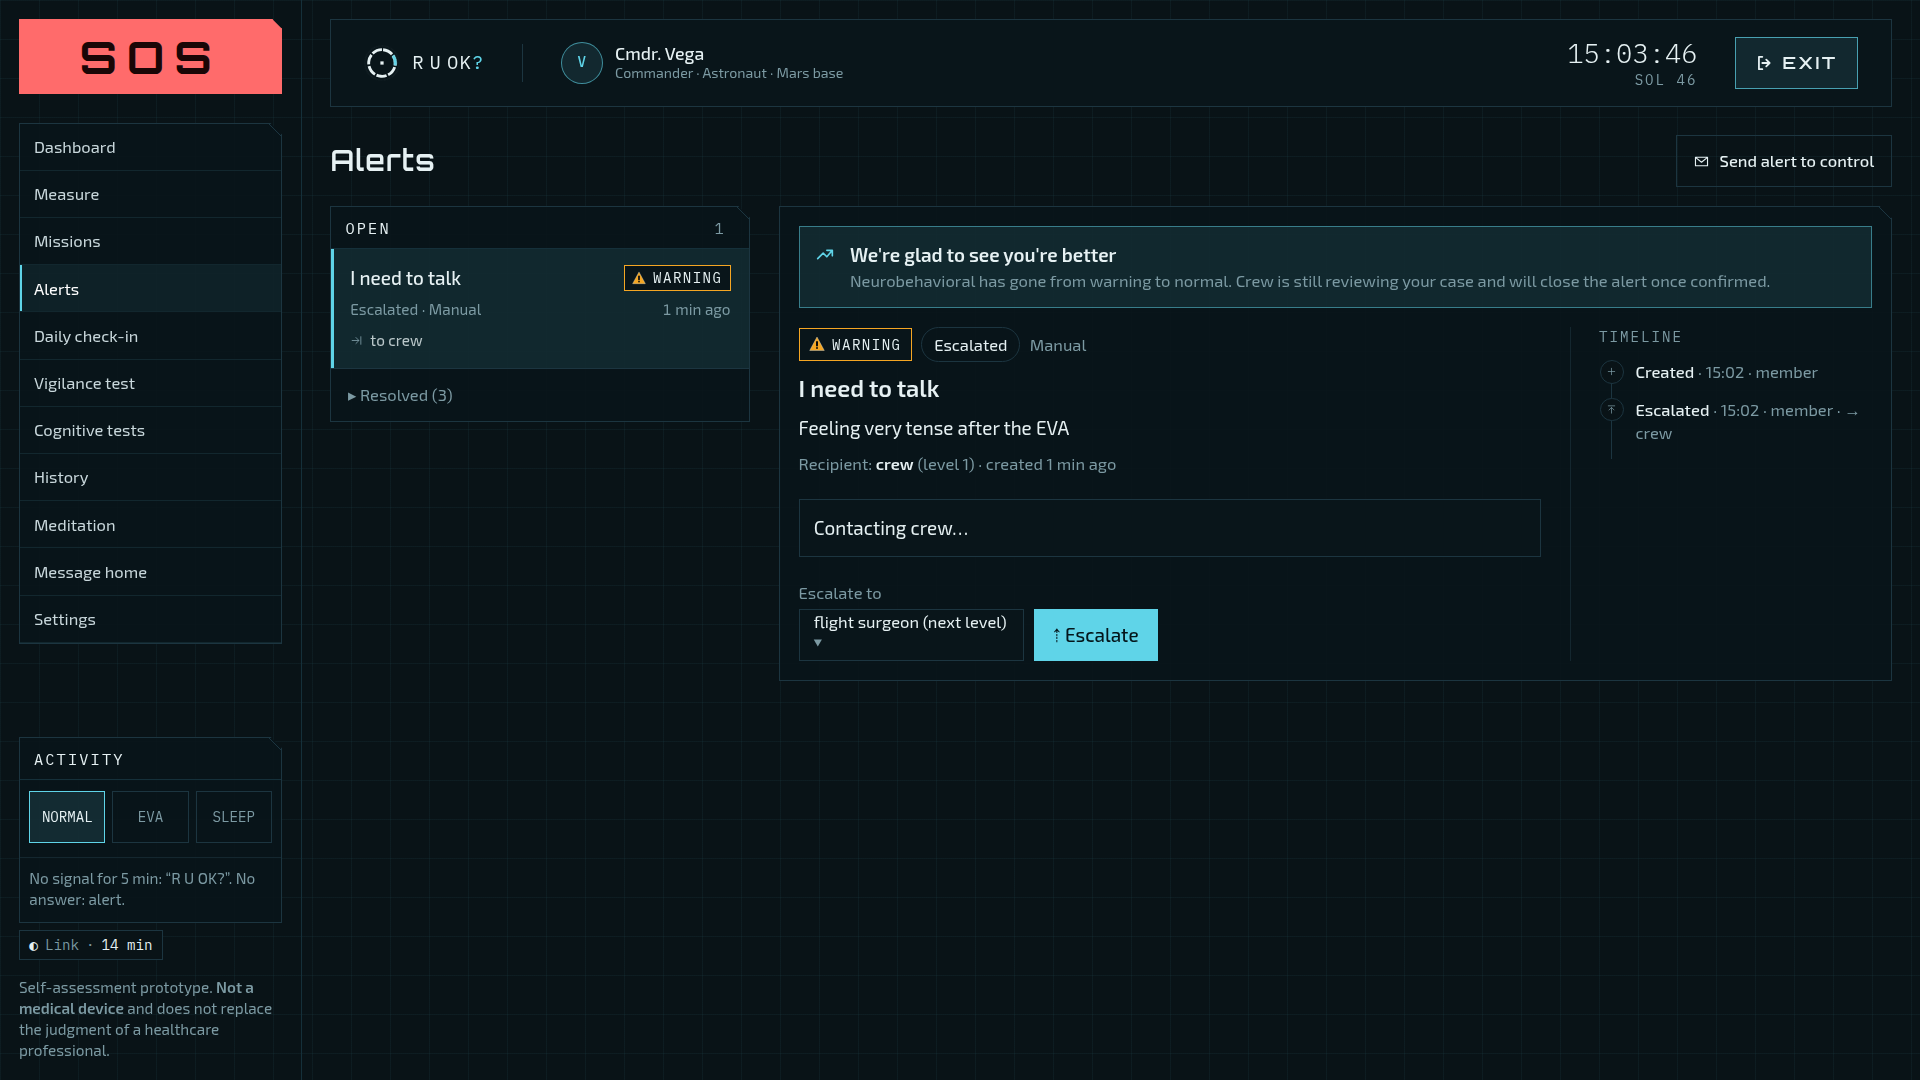 SOS
Dashboard
Measure
Missions
Alerts
Daily check-in
Vigilance test
Cognitive tests
History
Meditation
Message home
Settings
ACTIVITY
NORMAL EVA SLEEP
No signal for 5 min: “R U OK?”. No
answer: alert.
Link · 14 min
Self-assessment prototype. Not a
medical device and does not replace
the judgment of a healthcare
professional.
R U OK?
V
Cmdr. Vega
Commander · Astronaut · Mars base
15:03:46
SOL 46
EXIT
Alerts
Send alert to control
OPEN 1
I need to talk WARNING
Escalated · Manual 1 min ago
to crew
Resolved (3)
We're glad to see you're better
Neurobehavioral has gone from warning to normal. Crew is still reviewing your case and will close the alert once confirmed.
WARNING Escalated Manual
I need to talk
Feeling very tense after the EVA
Recipient: crew (level 1) · created 1 min ago
Contacting crew…
Escalate to
flight surgeon (next level)
Escalate
TIMELINE
Created · 15:02 · member
Escalated · 15:02 · member · →
crew